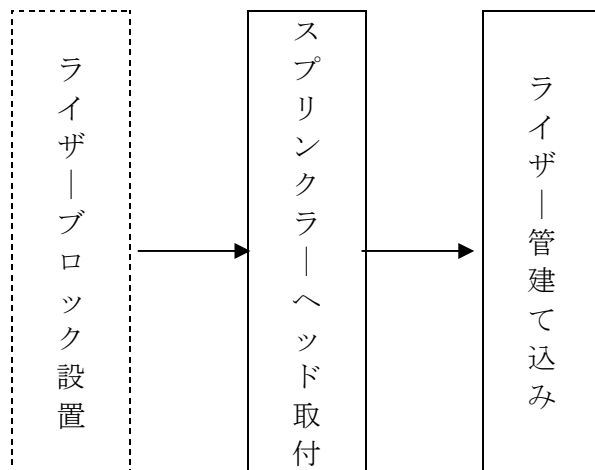 ライザーブロック設置
スプリンクラーヘッド取付
ライザー管建て込み